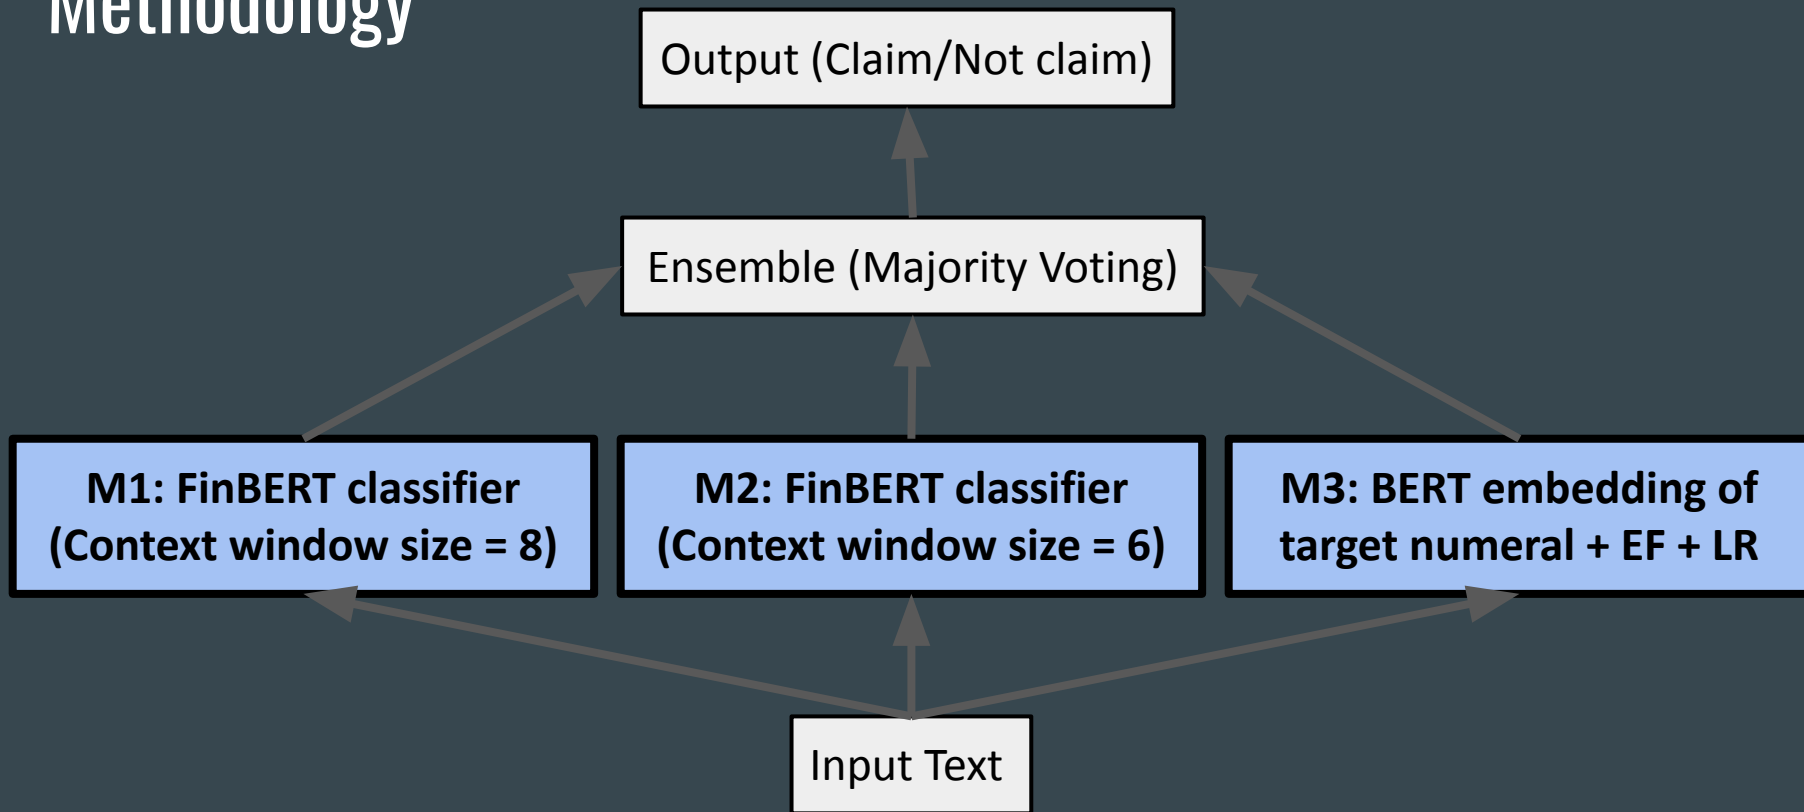 Methodology
Output (Claim/Not claim)
Ensemble (Majority Voting)
M1: FinBERT classifier
(Context window size = 8)
M2: FinBERT classifier
(Context window size = 6)
M3: BERT embedding of
target numeral + EF + LR
Input Text